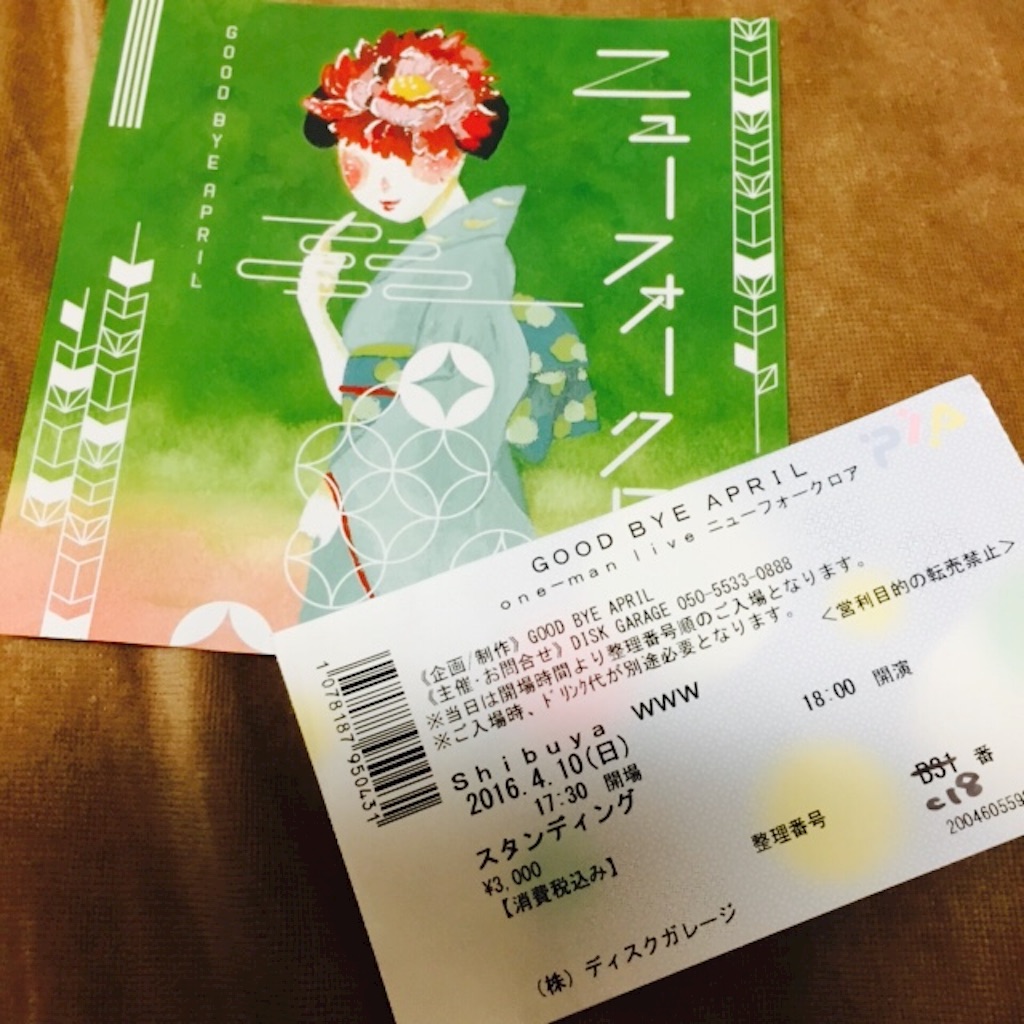 GOOD BYE APRIL
ニューフォークロ
PIA
GOOD BYE APRIL
one-man live ニューフォークロア
《企画/制作》GOOD BYE APRIL
《主催・お問合せ》DISK GARAGE 050-5533-0888
※当日は開場時間より整理番号順のご入場となります。
※ご入場時、ドリンク代が別途必要となります。 <営利目的の転売禁止>
Shibuya WWW
2016.4.10(日)
17:30 開場 18:00 開演
スタンディング
¥3,000
【消費税込み】
整理番号 番
C18
(株)ディスクガレージ
1078187950431